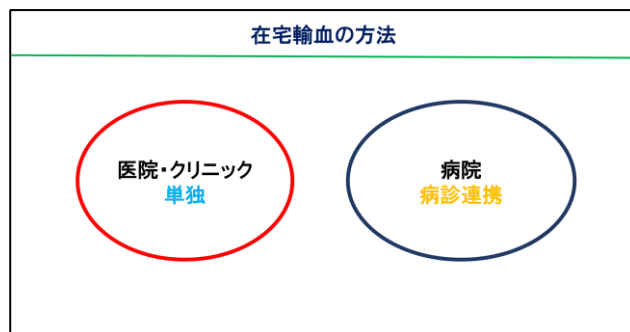 在宅輸血の方法
医院・クリニック
単独
病院
病診連携